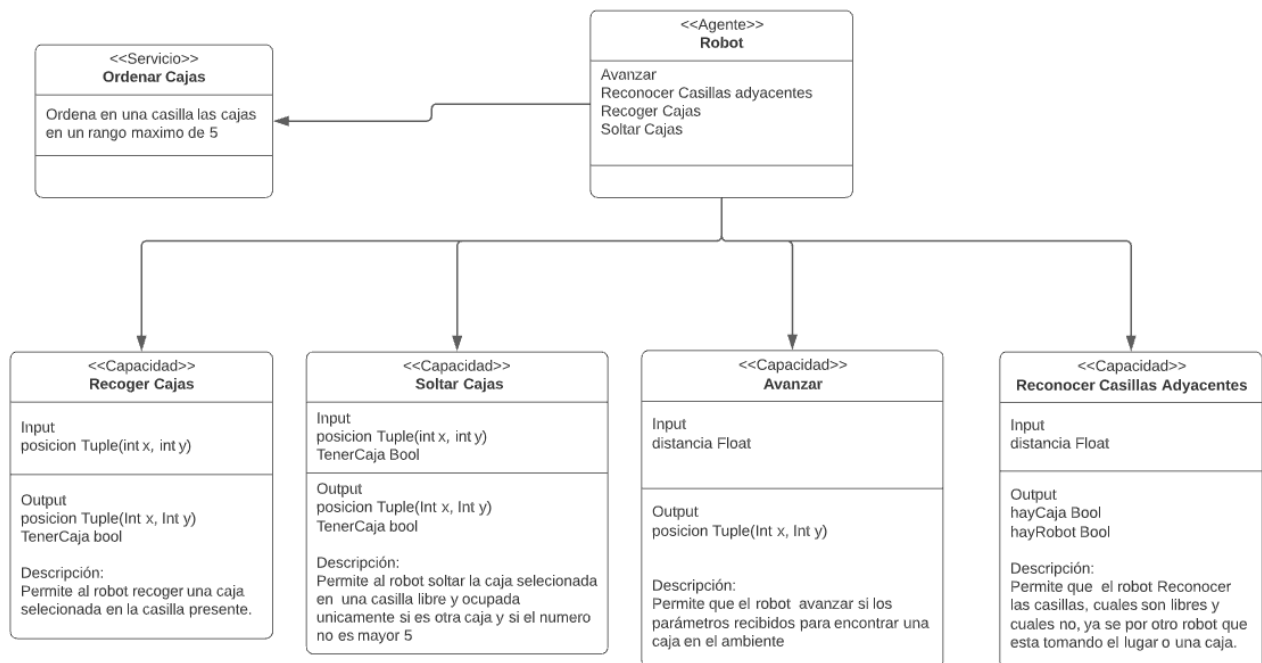 <<Servicio>>
Ordenar Cajas
Ordena en una casilla las cajas
en un rango maximo de 5
<<Agente>>
Robot
Avanzar
Reconocer Casillas adyacentes
Recoger Cajas
Soltar Cajas
<<Capacidad>>
Recoger Cajas
Input
posicion Tuple(int x, int y)
Output
posicion Tuple(Int x, Int y)
TenerCaja bool
Descripción:
Permite al robot recoger una caja
selecionada en la casilla presente.
<<Capacidad>>
Soltar Cajas
Input
posicion Tuple(int x, int y)
TenerCaja Bool
Output
posicion Tuple(Int x, Int y)
TenerCaja bool
Descripción:
Permite al robot soltar la caja selecionada
en una casilla libre y ocupada
unicamente si es otra caja y si el numero
no es mayor 5
<<Capacidad>>
Avanzar
Input
distancia Float
Output
posicion Tuple(Int x, Int y)
Descripción:
Permite que el robot avanzar si los
parámetros recibidos para encontrar una
caja en el ambiente
<<Capacidad>>
Reconocer Casillas Adyacentes
Input
distancia Float
Output
hayCaja Bool
hayRobot Bool
Descripción:
Permite que el robot Reconocer
las casillas, cuales son libres y
cuales no, ya se por otro robot que
esta tomando el lugar o una caja.